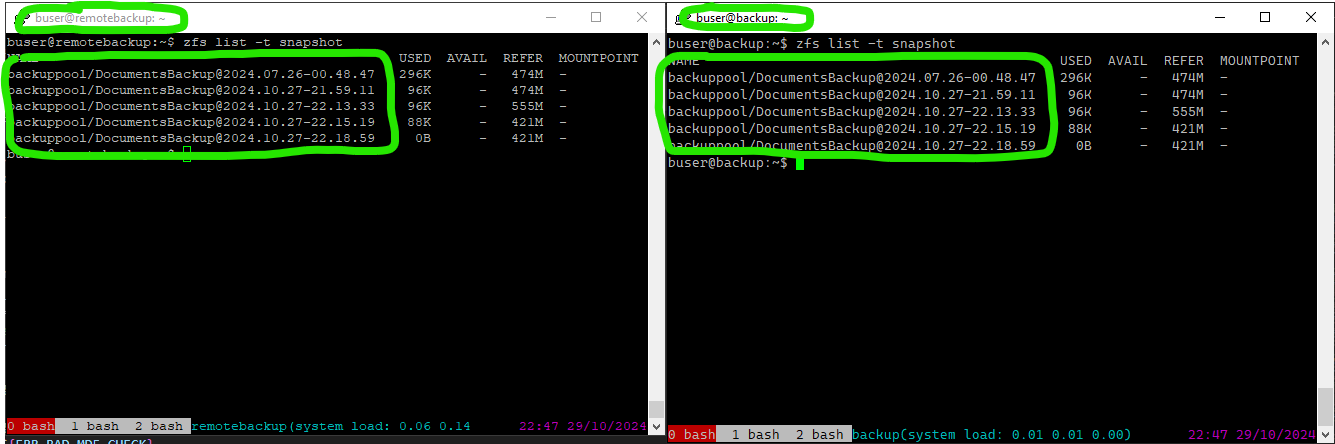 buser@remotebackup: ~
buser@remotebackup:~$ zfs list -t snapshot
NAME USED AVAIL REFER MOUNTPOINT
backuppool/DocumentsBackup@2024.07.26-00.48.47 296K - 474M -
backuppool/DocumentsBackup@2024.10.27-21.59.11 96K - 474M -
backuppool/DocumentsBackup@2024.10.27-22.13.33 96K - 555M -
backuppool/DocumentsBackup@2024.10.27-22.15.19 88K - 421M -
backuppool/DocumentsBackup@2024.10.27-22.18.59 0B - 421M -
buser@remotebackup:~$
0 bash 1 bash 2 bash remotebackup(system load: 0.06 0.14 22:47 29/10/2024
buser@backup: ~
buser@backup:~$ zfs list -t snapshot
NAME USED AVAIL REFER MOUNTPOINT
backuppool/DocumentsBackup@2024.07.26-00.48.47 296K - 474M -
backuppool/DocumentsBackup@2024.10.27-21.59.11 96K - 474M -
backuppool/DocumentsBackup@2024.10.27-22.13.33 96K - 555M -
backuppool/DocumentsBackup@2024.10.27-22.15.19 88K - 421M -
backuppool/DocumentsBackup@2024.10.27-22.18.59 0B - 421M -
buser@backup:~$
0 bash 1 bash 2 bash backup(system load: 0.01 0.01 0.00) 22:47 29/10/2024